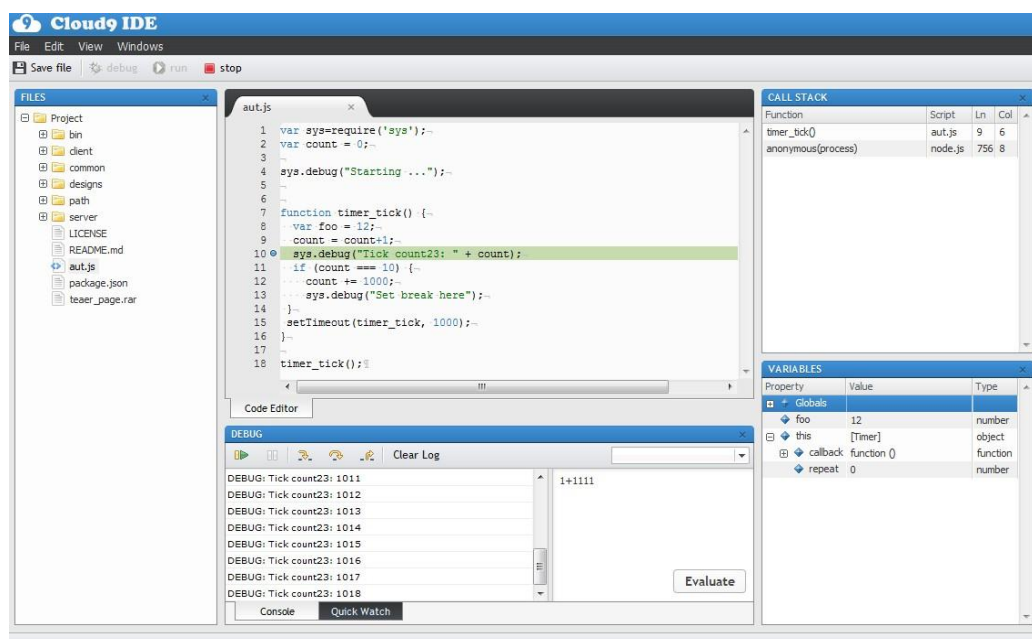 Cloud9 IDE
File Edit View Windows
Save file debug run stop
FILES
Project
bin
client
common
designs
path
server
LICENSE
README.md
aut.js
package.json
teaer_page.rar
aut.js
1 var sys=require('sys');
2 var count = 0;
3
4 sys.debug("Starting ...");
5
6
7 function timer_tick() {
8 var foo = 12;
9 count = count+1;
10 sys.debug("Tick count23: " + count);
11 if (count === 10) {
12 count += 1000;
13 sys.debug("Set break here");
14 }
15 setTimeout(timer_tick, 1000);
16 }
17
18 timer_tick();
Code Editor
DEBUG
Clear Log
DEBUG: Tick count23: 1011
DEBUG: Tick count23: 1012
DEBUG: Tick count23: 1013
DEBUG: Tick count23: 1014
DEBUG: Tick count23: 1015
DEBUG: Tick count23: 1016
DEBUG: Tick count23: 1017
DEBUG: Tick count23: 1018
1+1111
Evaluate
Console Quick Watch
CALL STACK
Function Script Ln Col
timer_tick() aut.js 9 6
anonymous(process) node.js 756 8
VARIABLES
Property Value Type
Globals
foo 12 number
this [Timer] object
callback function () function
repeat 0 number